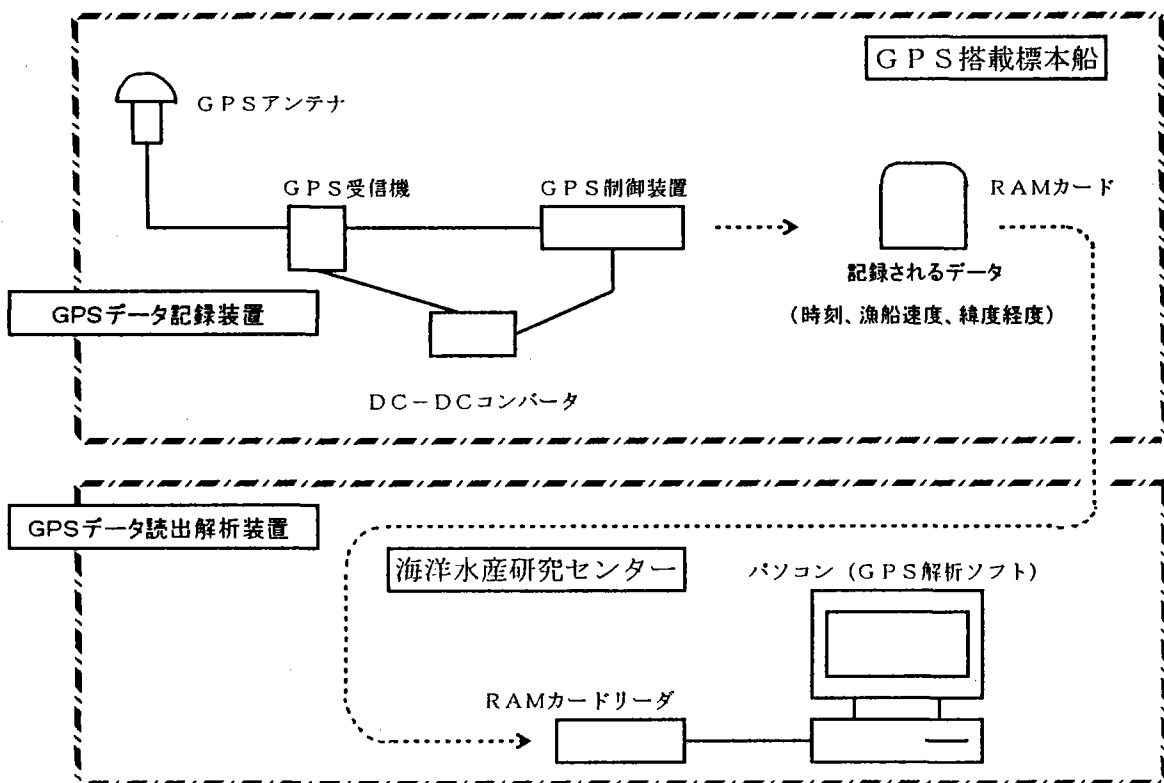 GPS搭載標本船
GPSアンテナ
GPS受信機
GPS制御装置
RAMカード
記録されるデータ
(時刻、漁船速度、緯度経度)
GPSデータ記録装置
DC-DCコンバータ
GPSデータ読出解析装置
海洋水産研究センター
パソコン(GPS解析ソフト)
RAMカードリーダ